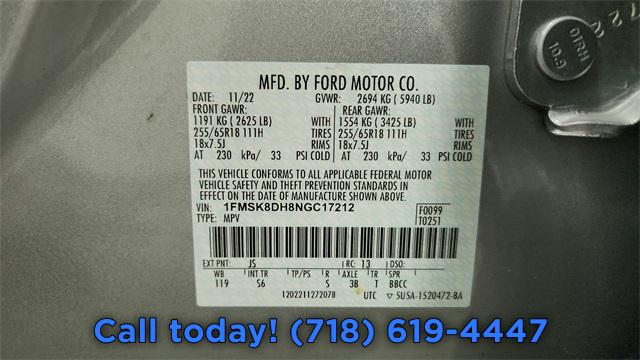 MFD. BY FORD MOTOR CO.
DATE: 11/22 GVWR: 2694 KG ( 5940 LB)
FRONT GAWR: REAR GAWR:
1191 KG ( 2625 LB) WITH 1554 KG ( 3425 LB) WITH
255/65R18 111H TIRES 255/65R18 111H TIRES
18x7.5J RIMS 18x7.5J RIMS
AT 230 kPa/ 33 PSI COLD AT 230 kPa/ 33 PSI COLD
THIS VEHICLE CONFORMS TO ALL APPLICABLE FEDERAL MOTOR
VEHICLE SAFETY AND THEFT PREVENTION STANDARDS IN
EFFECT ON THE DATE OF MANUFACTURE SHOWN ABOVE.
VIN: 1FMSK8DH8NGC17212 F0099
TYPE: MPV T0251
EXT PNT: JS RC: 13 DSO:
WB INT TR TP/PS R AXLE TR SPR
119 S6 S 3B T BBCC
1202211272078 UTC 5U5A-1520472-BA
01RH
10.9
722
Call today! (718) 619-4447